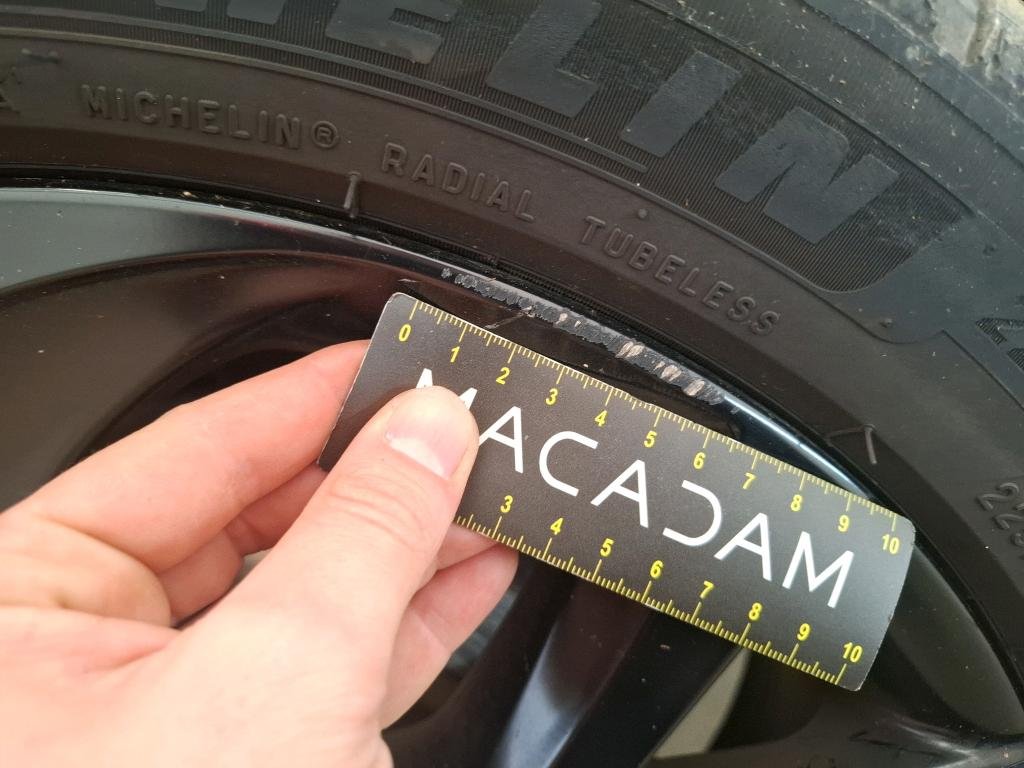 HELIN
MICHELIN® RADIAL TUBELESS
0 1 2 3 4 5 6 7 8 9 10
MACADAM
3 4 5 6 7 8 9 10